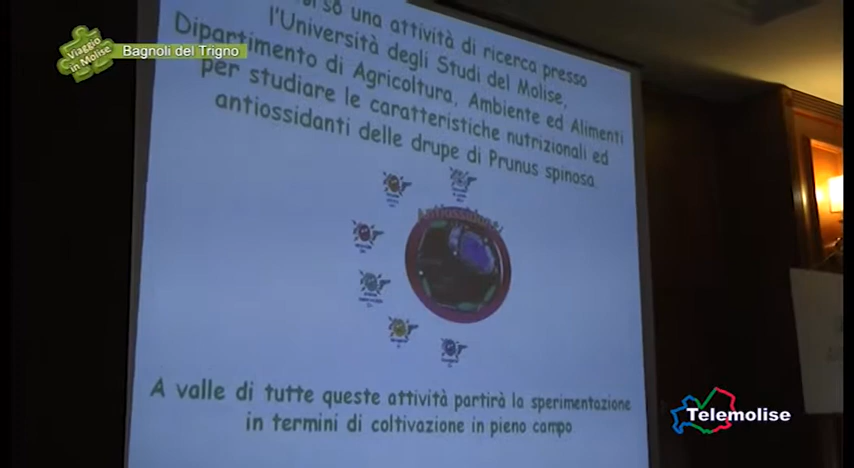 Viaggio
in Molise
Bagnoli del Trigno
so una attività di ricerca presso
l'Università degli Studi del Molise,
Dipartimento di Agricoltura, Ambiente ed Alimenti
per studiare le caratteristiche nutrizionali ed
antiossidanti delle drupe di Prunus spinosa.
Antiossidanti
A valle di tutte queste attività partirà la sperimentazione
in termini di coltivazione in pieno campo
Telemolise